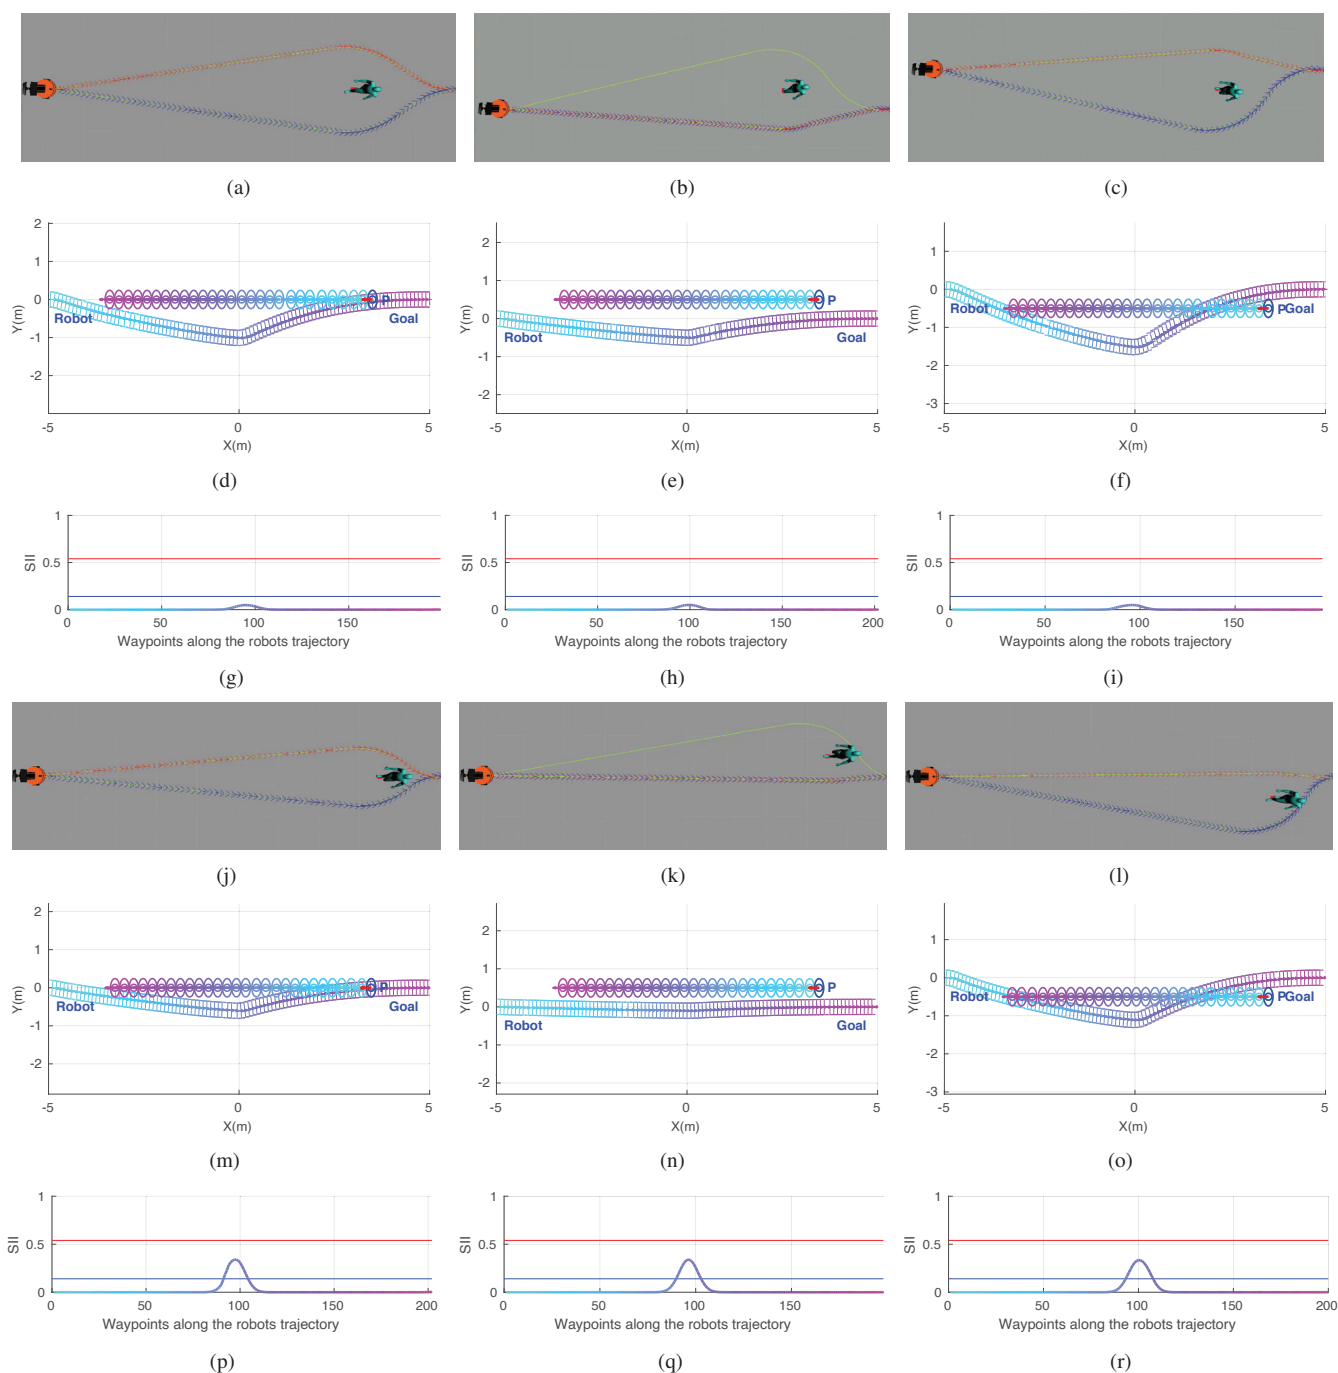 (a)
(b)
(c)
2
1
0
-1
-2
-5
0
5
Y(m)
X(m)
Robot
P
Goal
(d)
2
1
0
-1
-2
-5
0
5
Y(m)
X(m)
Robot
P
Goal
(e)
1
0
-1
-2
-3
-5
0
5
Y(m)
X(m)
Robot
PGoal
(f)
1
0.5
0
SII
0
50
100
150
Waypoints along the robots trajectory
(g)
1
0.5
0
SII
0
50
100
150
200
Waypoints along the robots trajectory
(h)
1
0.5
0
SII
0
50
100
150
Waypoints along the robots trajectory
(i)
(j)
(k)
(l)
2
1
0
-1
-2
-5
0
5
Y(m)
X(m)
Robot
P
Goal
(m)
2
1
0
-1
-2
-5
0
5
Y(m)
X(m)
Robot
P
Goal
(n)
1
0
-1
-2
-3
-5
0
5
Y(m)
X(m)
Robot
PGoal
(o)
1
0.5
0
SII
0
50
100
150
200
Waypoints along the robots trajectory
(p)
1
0.5
0
SII
0
50
100
150
Waypoints along the robots trajectory
(q)
1
0.5
0
SII
0
50
100
150
200
Waypoints along the robots trajectory
(r)